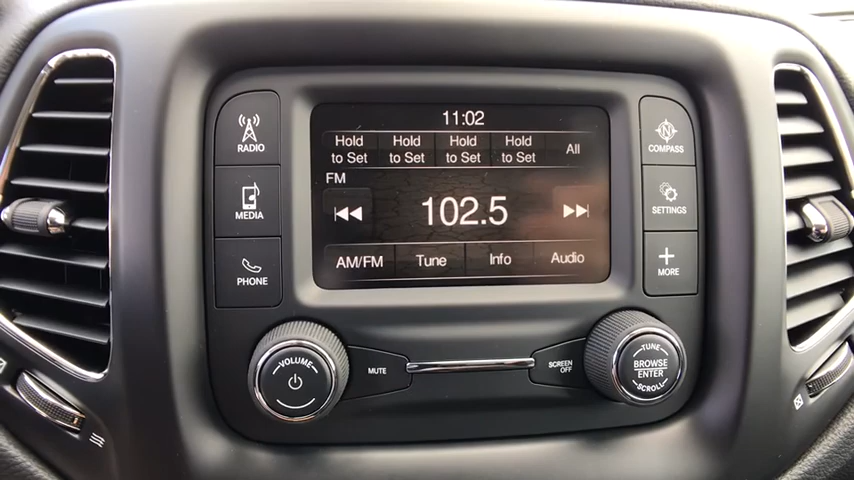 11:02
Hold to Set Hold to Set Hold to Set Hold to Set All
FM
102.5
AM/FM Tune Info Audio
RADIO
MEDIA
PHONE
N
COMPASS
SETTINGS
MORE
VOLUME
MUTE
SCREEN
OFF
TUNE
BROWSE
ENTER
SCROLL